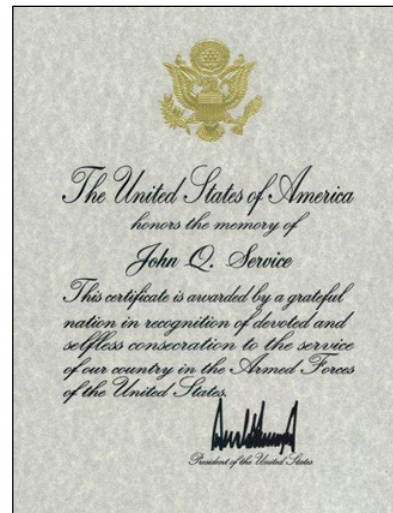 The United States of America
honors the memory of
John Q. Service
This certificate is awarded by a grateful
nation in recognition of devoted and
selfless consecration to the service
of our country in the Armed Forces
of the United States.
President of the United States